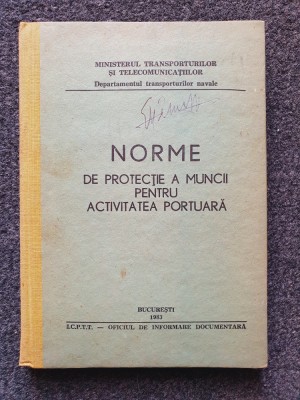 MINISTERUL TRANSPORTURILOR
ȘI TELECOMUNICAȚIILOR
Departamentul transporturilor navale
NORME
DE PROTECȚIE A MUNCII
PENTRU
ACTIVITATEA PORTUARĂ
BUCUREȘTI
1983
I.C.P.T.T. — OFICIUL DE INFORMARE DOCUMENTARĂ